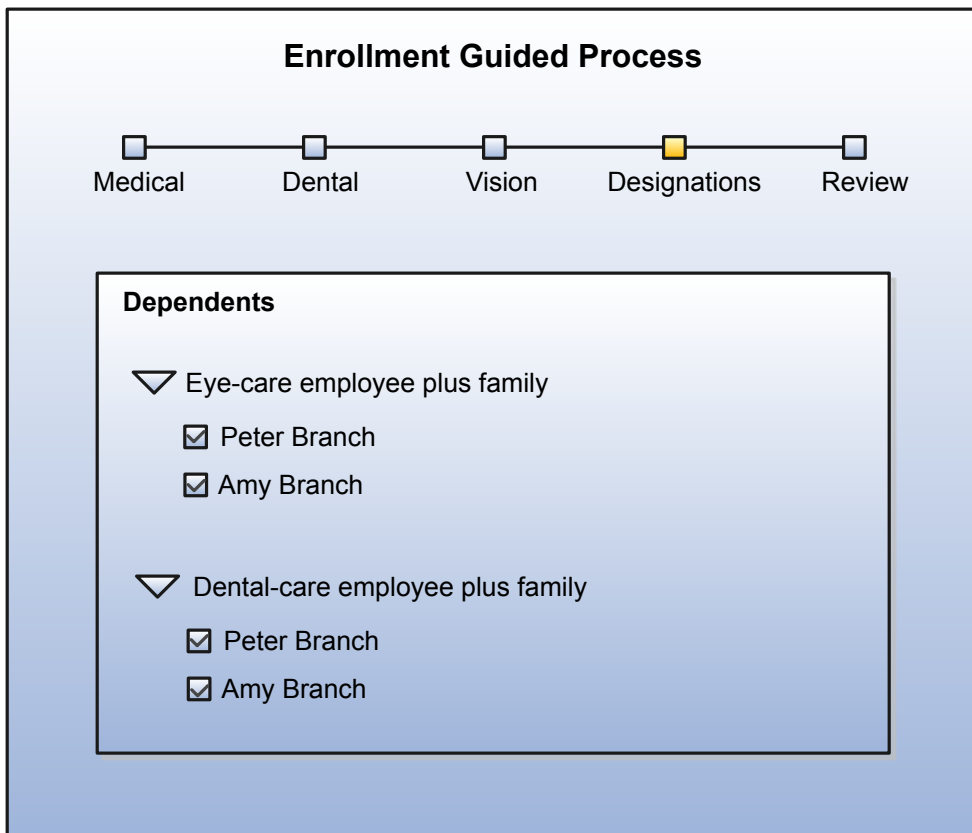 Enrollment Guided Process
Medical Dental Vision Designations Review
Dependents
Eye-care employee plus family
Peter Branch
Amy Branch
Dental-care employee plus family
Peter Branch
Amy Branch